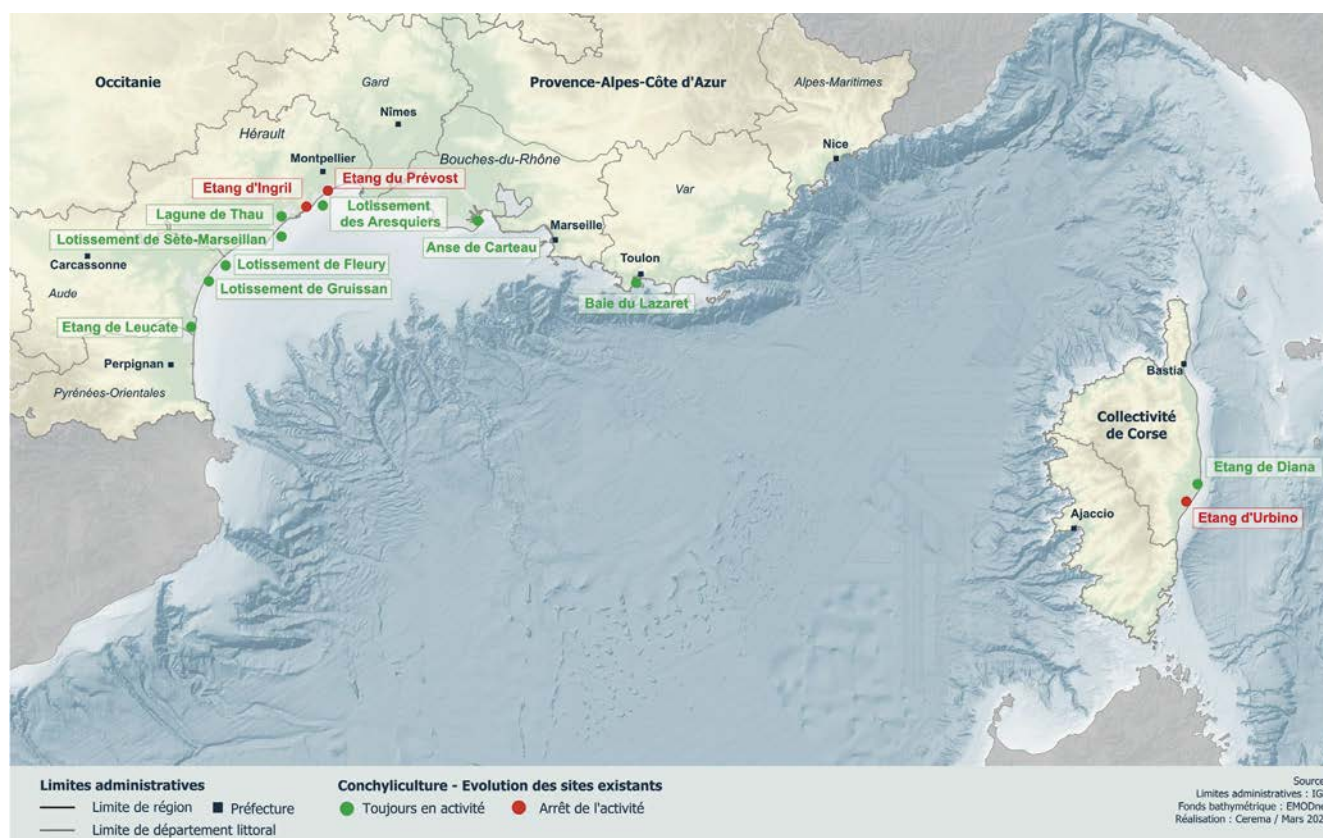 Occitanie
Gard
Provence-Alpes-Côte d'Azur
Alpes-Maritimes
Nîmes
Hérault
Montpellier
Bouches-du-Rhône
Nice
Etang d'Ingril
Etang du Prévost
Var
Lagune de Thau
Lotissement
des Aresquiers
Lotissement de Sète-Marseillan
Anse de Carteau
Marseille
Carcassonne
Lotissement de Fleury
Toulon
Aude
Lotissement de Gruissan
Baie du Lazaret
Etang de Leucate
Perpignan
Pyrénées-Orientales
Bastia
Collectivité
de Corse
Etang de Diana
Ajaccio
Etang d'Urbino
Limites administratives
Limite de région
Préfecture
Limite de département littoral
Conchyliculture - Evolution des sites existants
Toujours en activité
Arrêt de l'activité
Source
Limites administratives : IG
Fonds bathymétrique : EMODne
Réalisation : Cerema / Mars 202